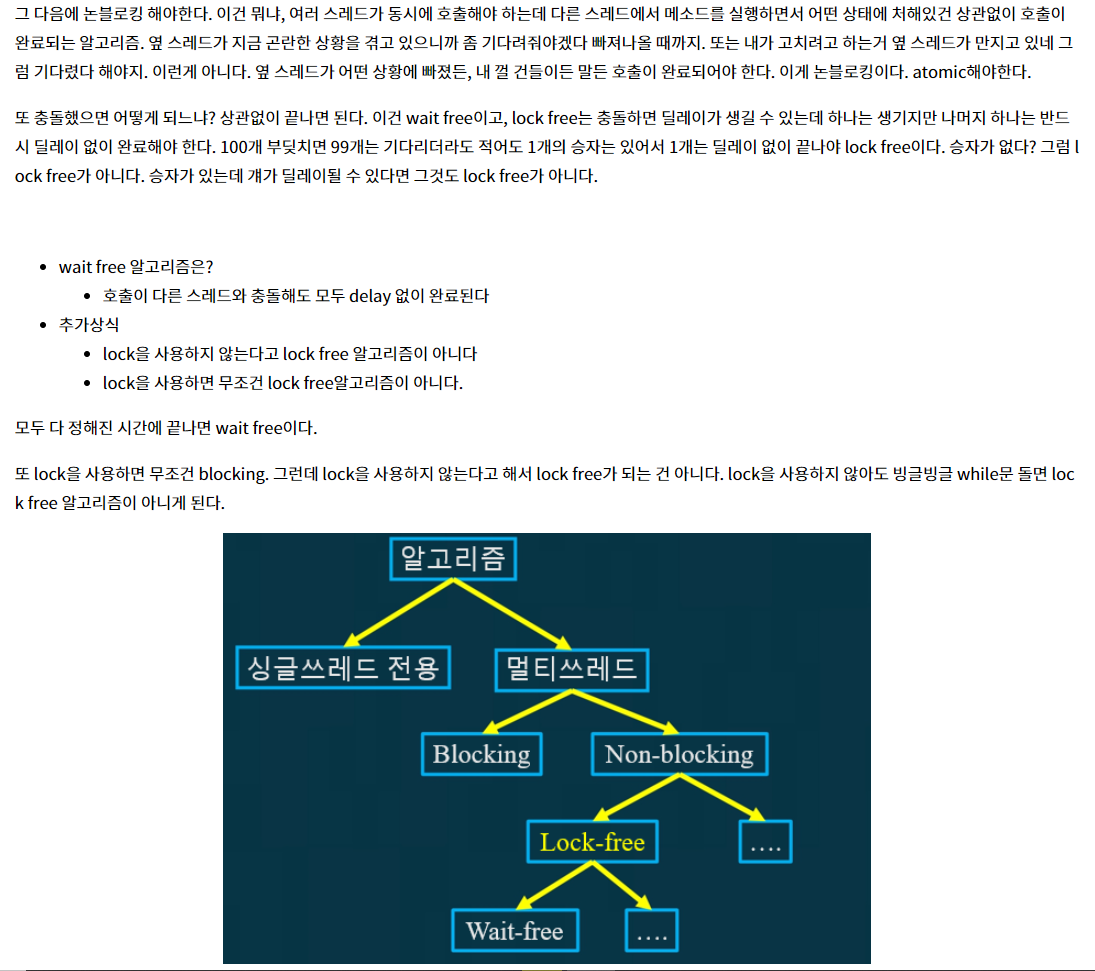 그 다음에 논블로킹 해야한다. 이건 뭐냐, 여러 스레드가 동시에 호출해야 하는데 다른 스레드에서 메소드를 실행하면서 어떤 상태에 처해있건 상관없이 호출이
완료되는 알고리즘. 옆 스레드가 지금 곤란한 상황을 겪고 있으니까 좀 기다려줘야겠다 빠져나올 때까지. 또는 내가 고치려고 하는거 옆 스레드가 만지고 있네 그
럼 기다렸다 해야지. 이런게 아니다. 옆 스레드가 어떤 상황에 빠졌든, 내 껄 건들이든 말든 호출이 완료되어야 한다. 이게 논블로킹이다. atomic해야한다.
또 충돌했으면 어떻게 되느냐? 상관없이 끝나면 된다. 이건 wait free이고, lock free는 충돌하면 딜레이가 생길 수 있는데 하나는 생기지만 나머지 하나는 반드
시 딜레이 없이 완료해야 한다. 100개 부딪치면 99개는 기다리더라도 적어도 1개의 승자는 있어서 1개는 딜레이 없이 끝나야 lock free이다. 승자가 없다? 그럼 l
ock free가 아니다. 승자가 있는데 걔가 딜레이될 수 있다면 그것도 lock free가 아니다.
• wait free 알고리즘은?
• 호출이 다른 스레드와 충돌해도 모두 delay 없이 완료된다
• 추가상식
• lock을 사용하지 않는다고 lock free 알고리즘이 아니다
• lock을 사용하면 무조건 lock free알고리즘이 아니다.
모두 다 정해진 시간에 끝나면 wait free이다.
또 lock을 사용하면 무조건 blocking. 그런데 lock을 사용하지 않는다고 해서 lock free가 되는 건 아니다. lock을 사용하지 않아도 빙글빙글 while문 돌면 loc
k free 알고리즘이 아니게 된다.
알고리즘
싱글쓰레드 전용 멀티쓰레드
Blocking Non-blocking
Lock-free ....
Wait-free ....